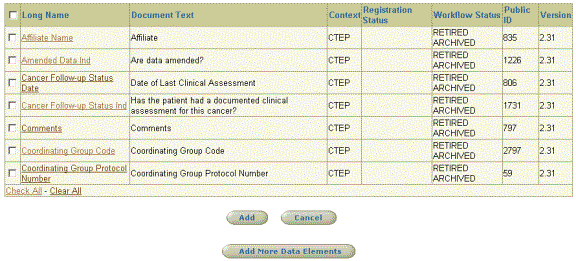 Long Name Document Text Context Registration Status Workflow Status Public ID Version
Affiliate Name Affiliate CTEP RETIRED ARCHIVED 835 2.31
Amended Data Ind Are data amended? CTEP RETIRED ARCHIVED 1226 2.31
Cancer Follow-up Status Date Date of Last Clinical Assessment CTEP RETIRED ARCHIVED 806 2.31
Cancer Follow-up Status Ind Has the patient had a documented clinical assessment for this cancer? CTEP RETIRED ARCHIVED 1731 2.31
Comments Comments CTEP RETIRED ARCHIVED 797 2.31
Coordinating Group Code Coordinating Group Code CTEP RETIRED ARCHIVED 2797 2.31
Coordinating Group Protocol Number Coordinating Group Protocol Number CTEP RETIRED ARCHIVED 59 2.31
Check All - Clear All
Add Cancel
Add More Data Elements